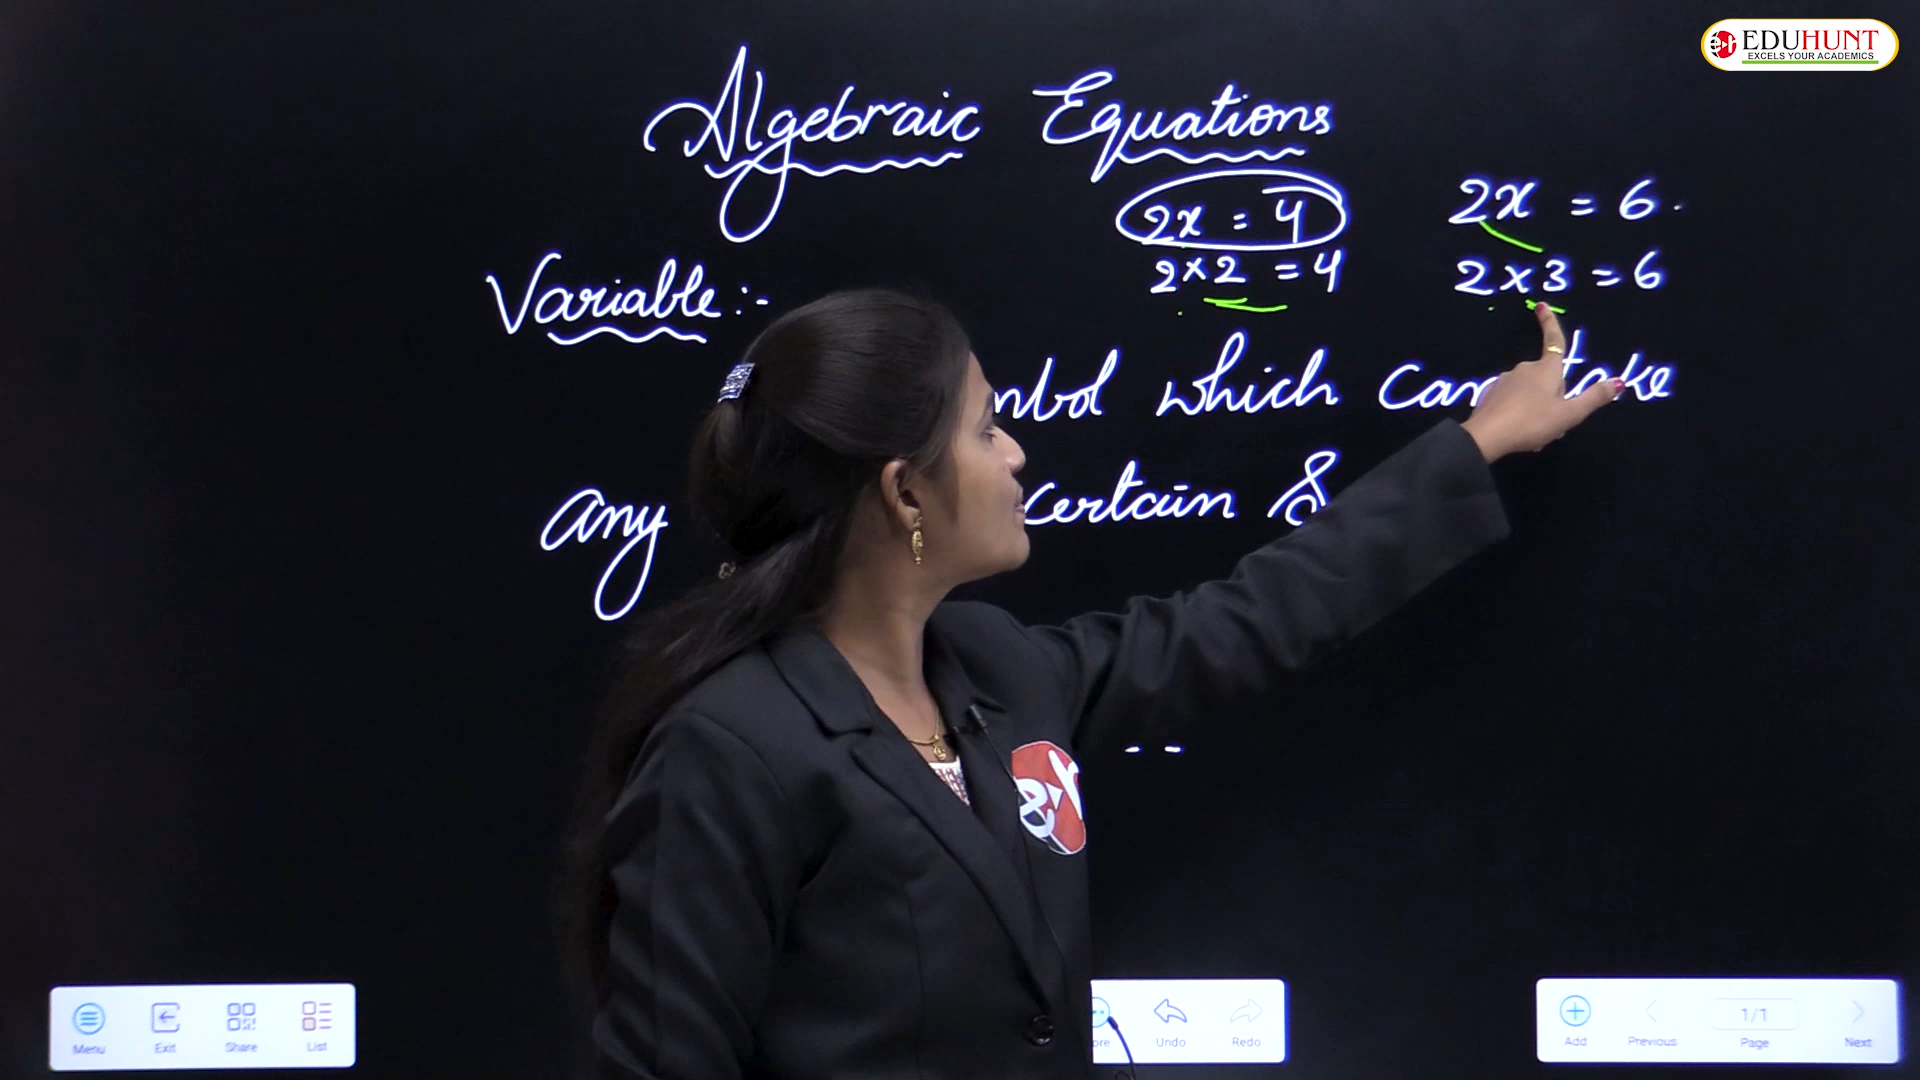 EDUHUNT
EXCELS YOUR ACADEMICS
Algebraic Equations
2x = 4
2x = 6.
2×2 = 4
2×3 = 6
Variable :-
which can take
any certain
Menu Exit Share List
Undo Redo
Add Previous 1/1 Page Next